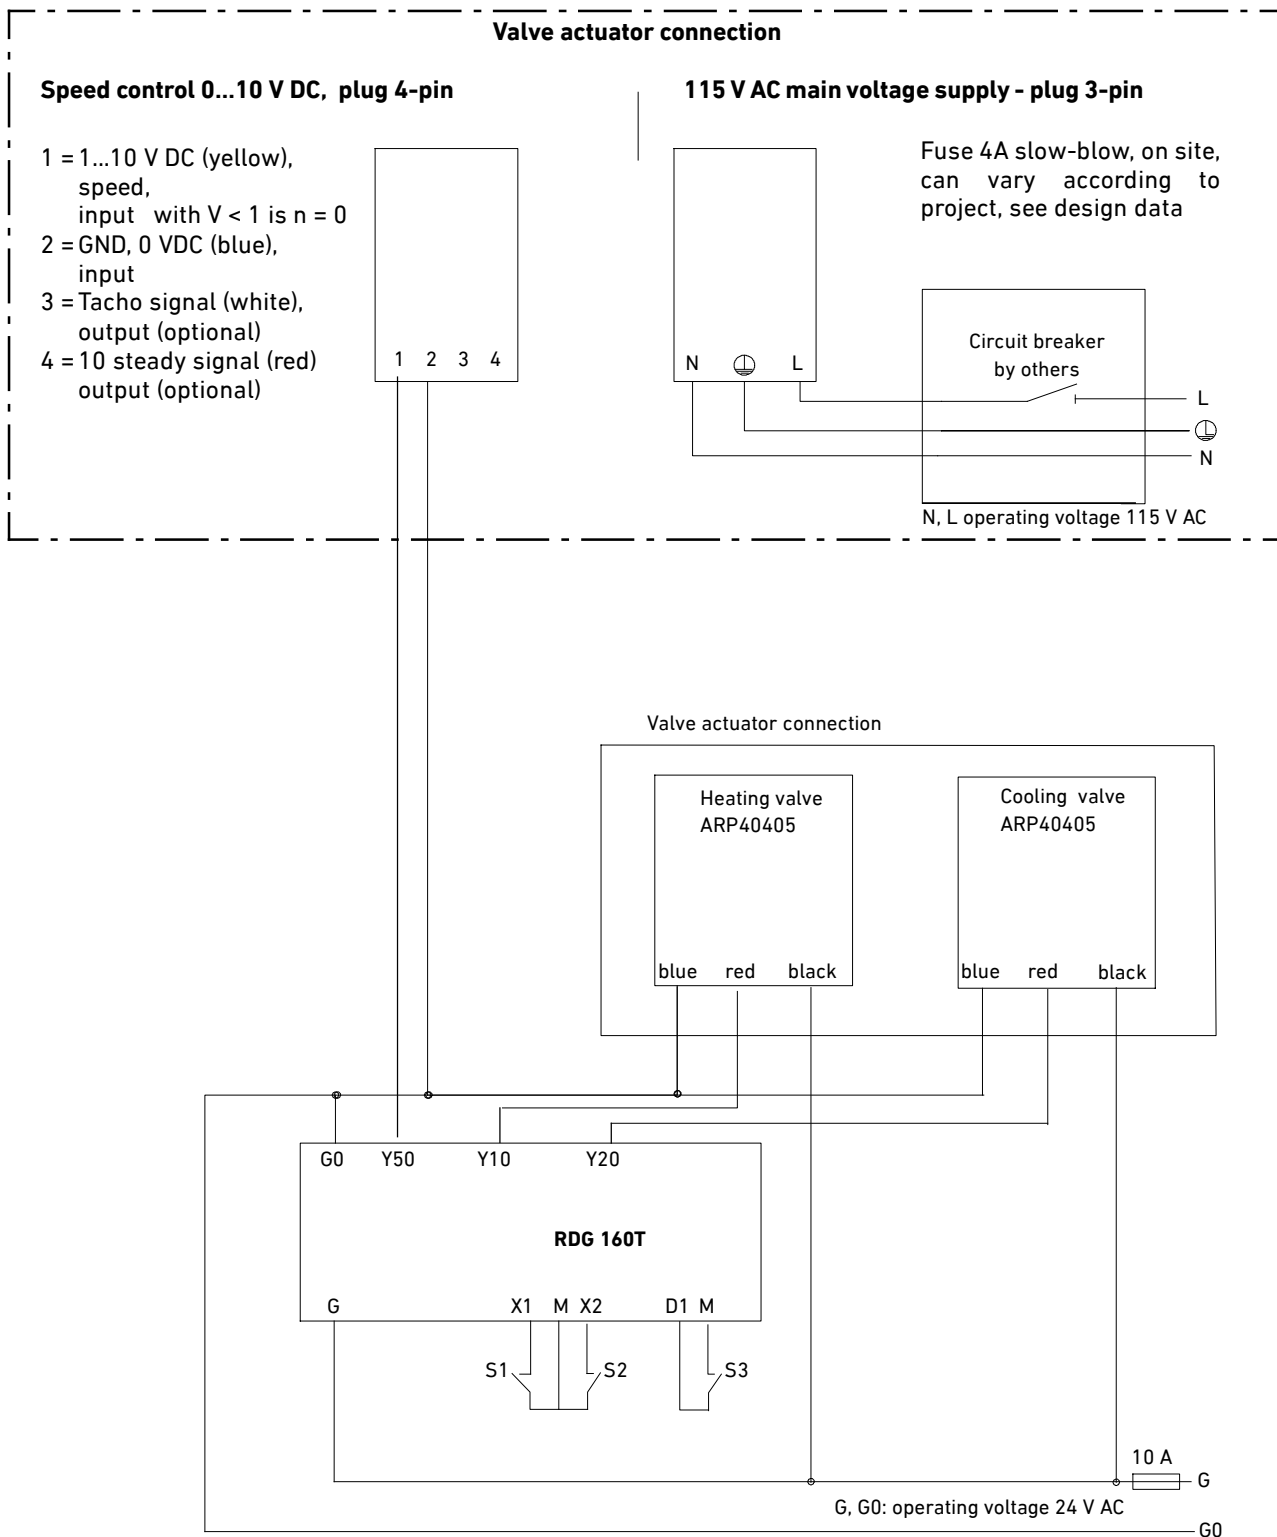 Valve actuator connection
Speed control 0...10 V DC, plug 4-pin
115 V AC main voltage supply - plug 3-pin
1 = 1...10 V DC (yellow),
speed,
input with V < 1 is n = 0
2 = GND, 0 VDC (blue),
input
3 = Tacho signal (white),
output (optional)
4 = 10 steady signal (red)
output (optional)
1 2 3 4
N L
Fuse 4A slow-blow, on site,
can vary according to
project, see design data
Circuit breaker
by others
L
N
N, L operating voltage 115 V AC
Valve actuator connection
Heating valve
ARP40405
Cooling valve
ARP40405
blue red black
blue red black
G0 Y50 Y10 Y20
RDG 160T
G X1 M X2 D1 M
S1 S2 S3
10 A
G
G, G0: operating voltage 24 V AC
G0